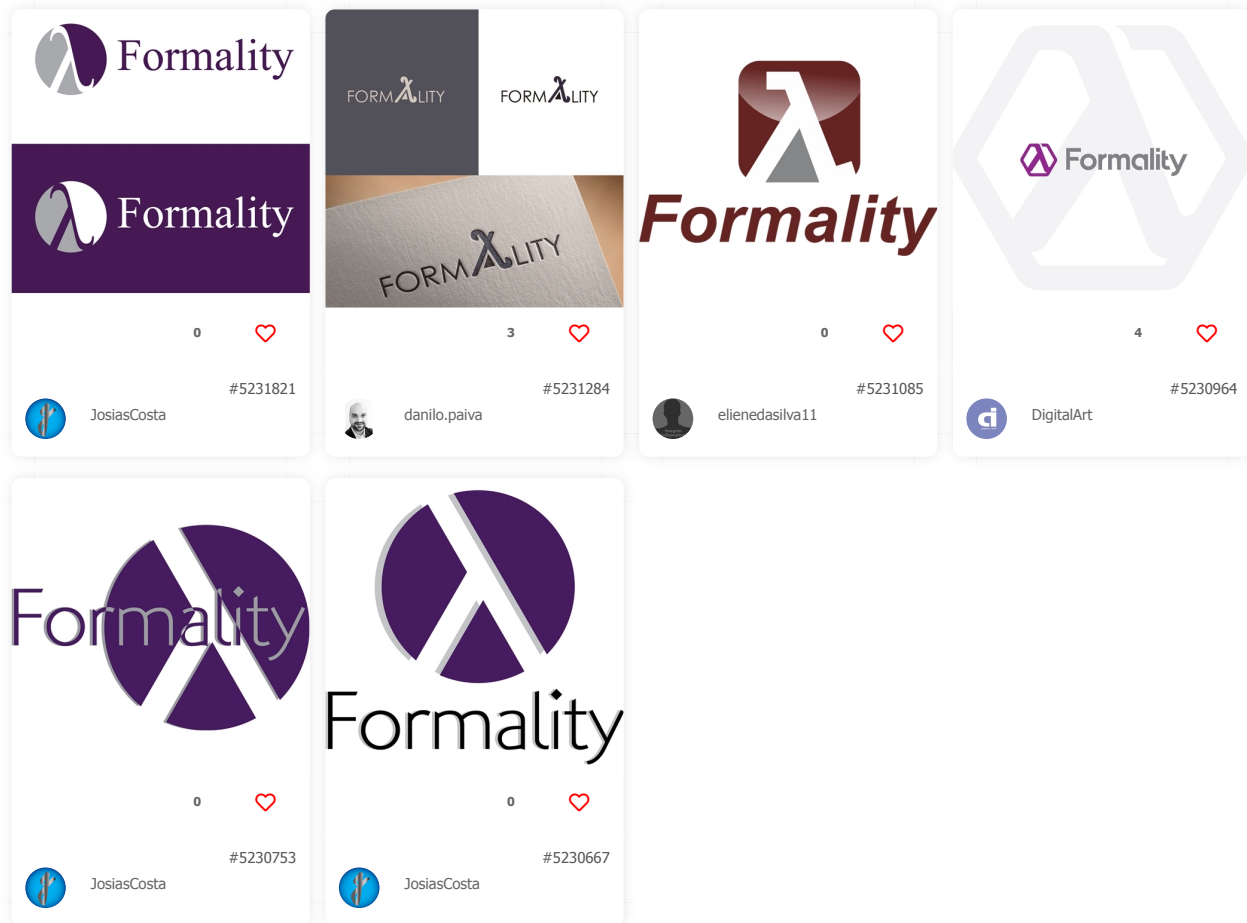 Formality
Formality
0
#5231821
JosiasCosta
FORMλLITY
FORMλLITY
FORMλLITY
3
#5231284
danilo.paiva
Formality
0
#5231085
elienedasilva11
Formality
4
#5230964
DigitalArt
Formality
0
#5230753
JosiasCosta
Formality
0
#5230667
JosiasCosta